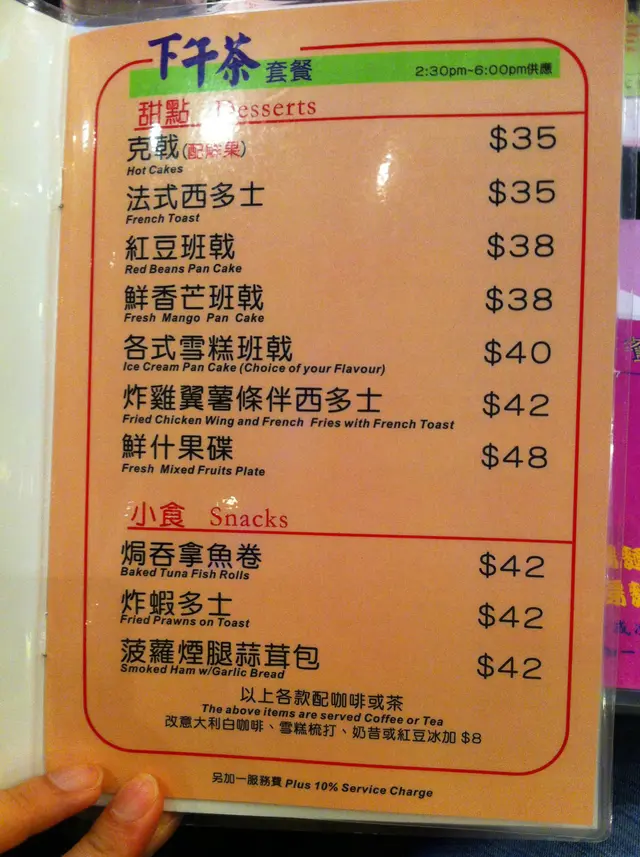 下午茶 套餐 2:30pm~6:00pm供應
甜點 Desserts
克戟(配鮮果) $35
Hot Cakes
法式西多士 $35
French Toast
紅豆班戟 $38
Red Beans Pan Cake
鮮香芒班戟 $38
Fresh Mango Pan Cake
各式雪糕班戟 $40
Ice Cream Pan Cake (Choice of your Flavour)
炸雞翼薯條伴西多士 $42
Fried Chicken Wing and French Fries with French Toast
鮮什果碟 $48
Fresh Mixed Fruits Plate
小食 Snacks
焗吞拿魚卷 $42
Baked Tuna Fish Rolls
炸蝦多士 $42
Fried Prawns on Toast
菠蘿煙腿蒜茸包 $42
Smoked Ham w/Garlic Bread
以上各款配咖啡或茶
The above items are served Coffee or Tea
改意大利白咖啡、雪糕梳打、奶昔或紅豆冰加 $8
另加一服務費 Plus 10% Service Charge